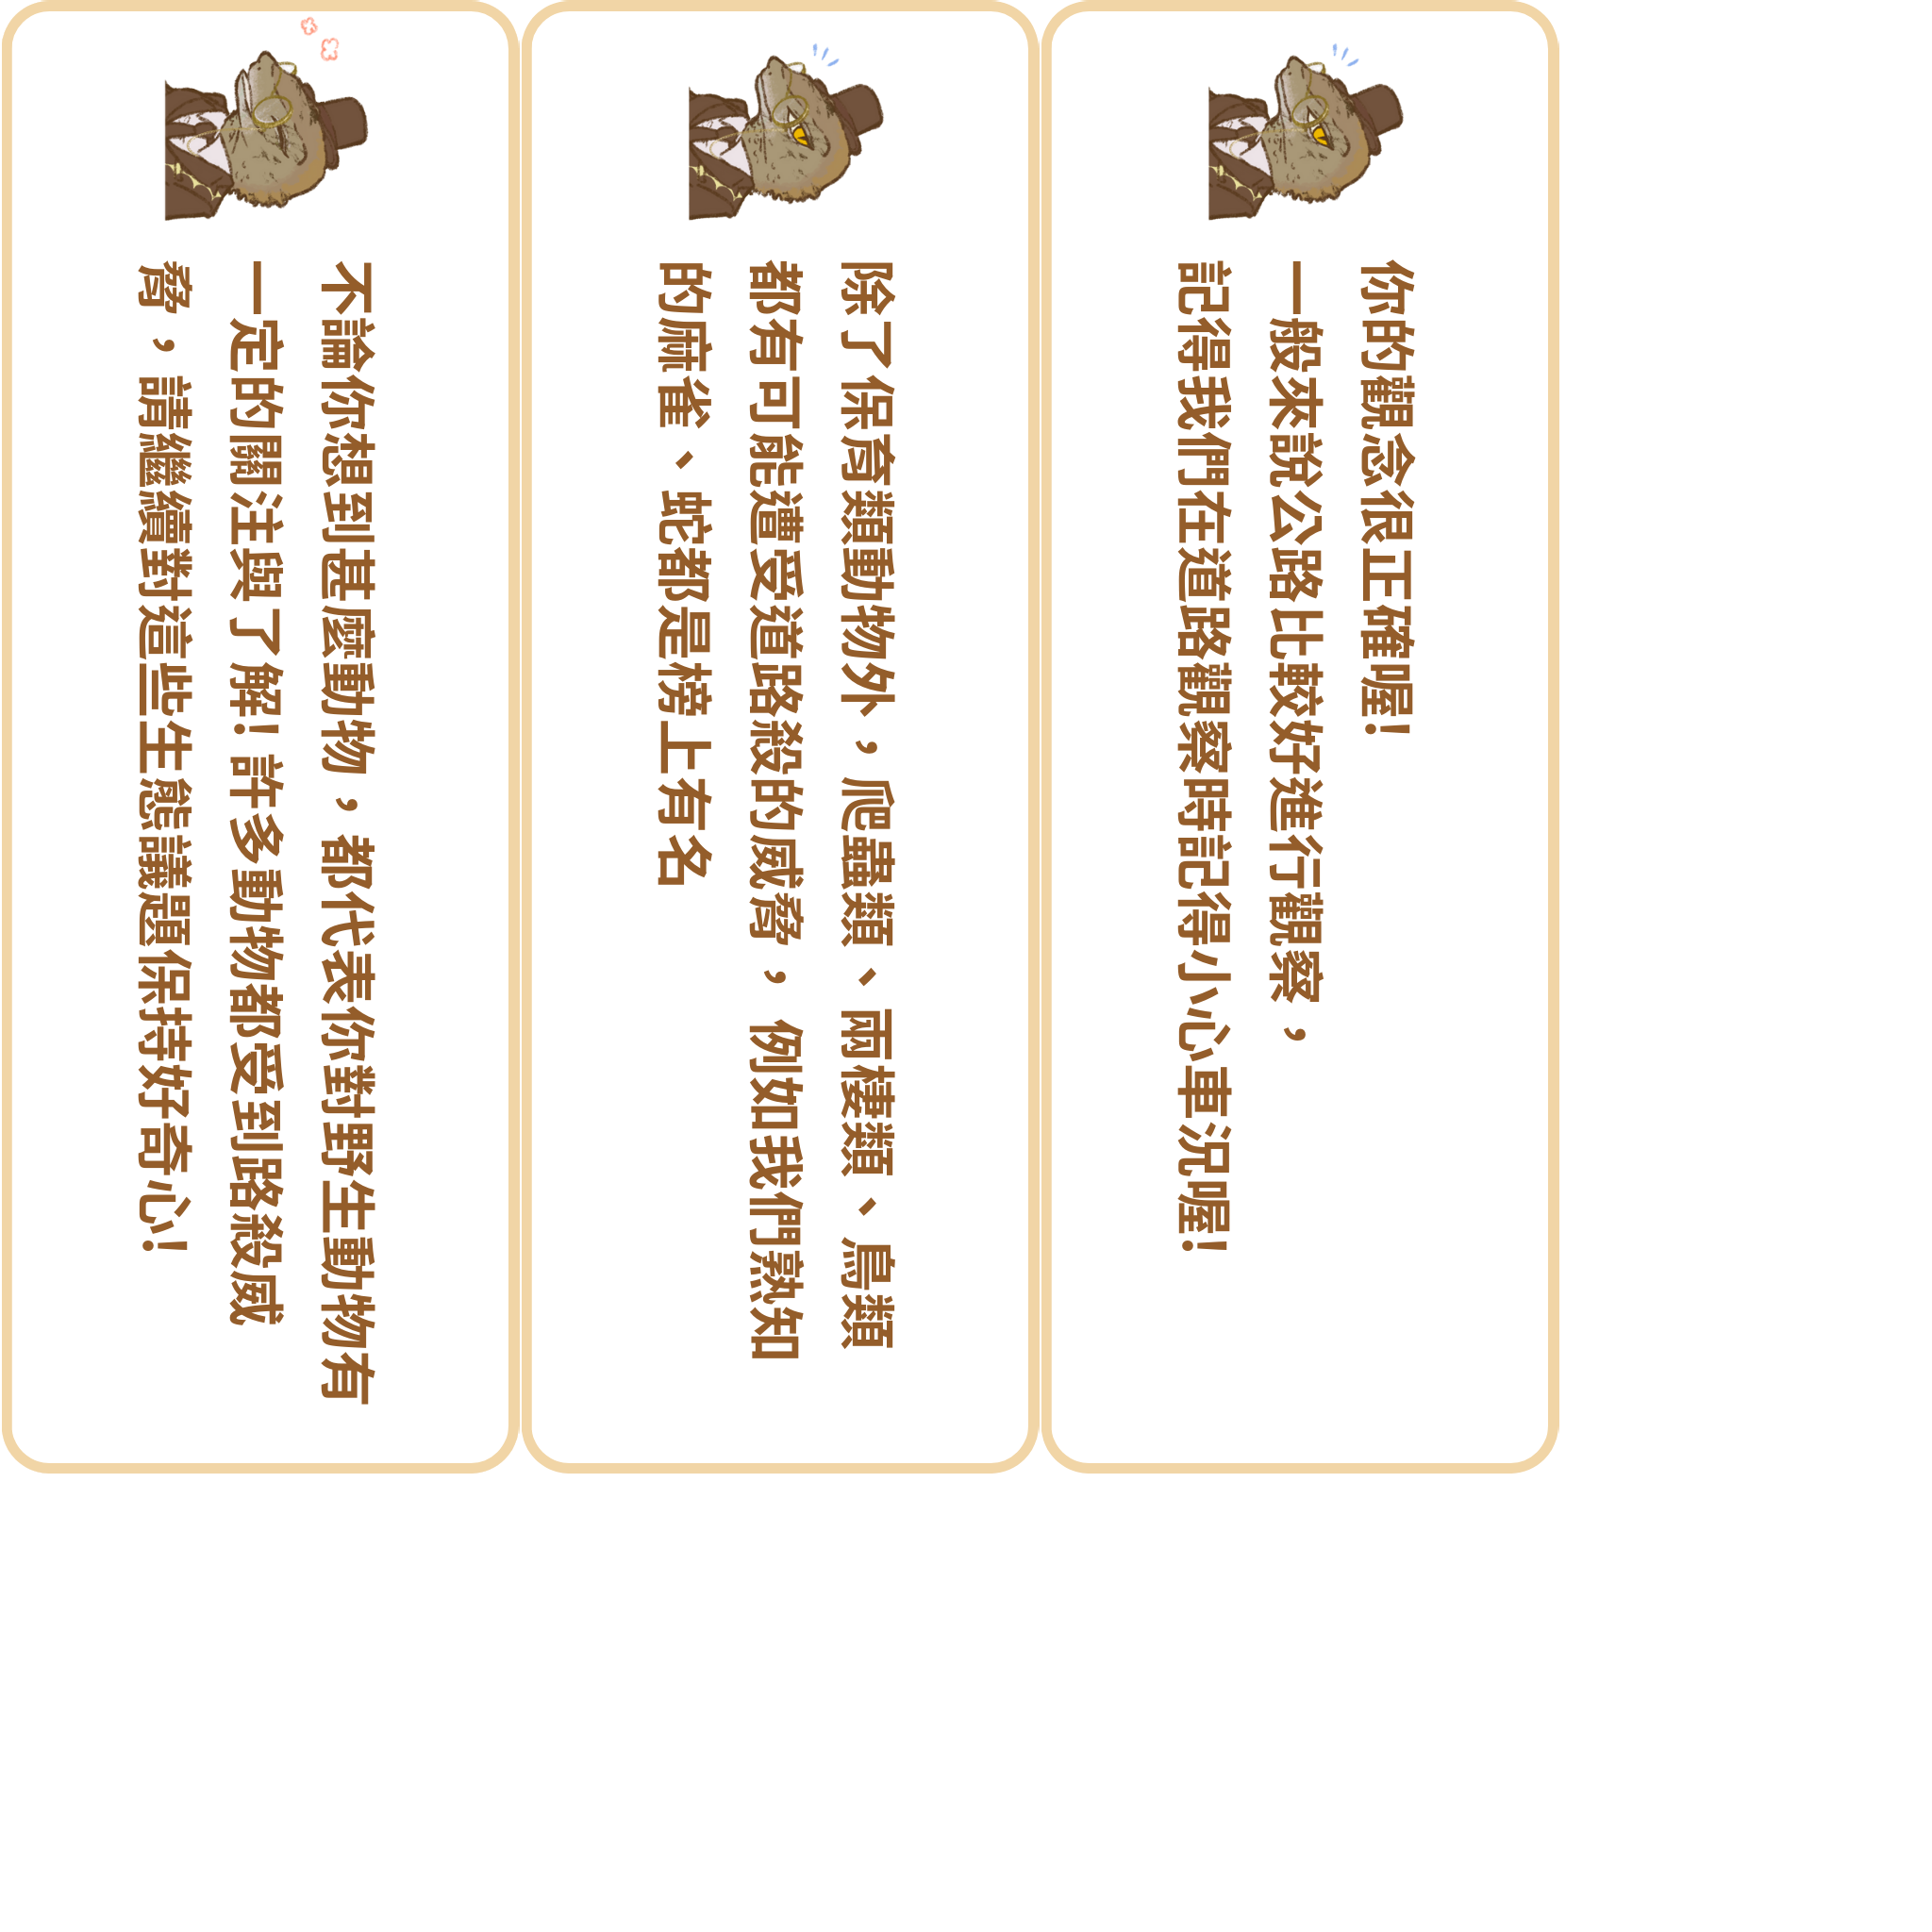 不論你想到甚麼動物，都代表你對野生動物有
一定的關注與了解！許多動物都受到路殺威
脅，請繼續對這些生態議題保持好奇心！
除了保育類動物外，爬蟲類、兩棲類、鳥類
都有可能遭受道路殺的威脅，例如我們熟知
的麻雀、蛇都是榜上有名
你的觀念很正確喔！
一般來說公路比較好進行觀察，
記得我們在道路觀察時記得小心車況喔！